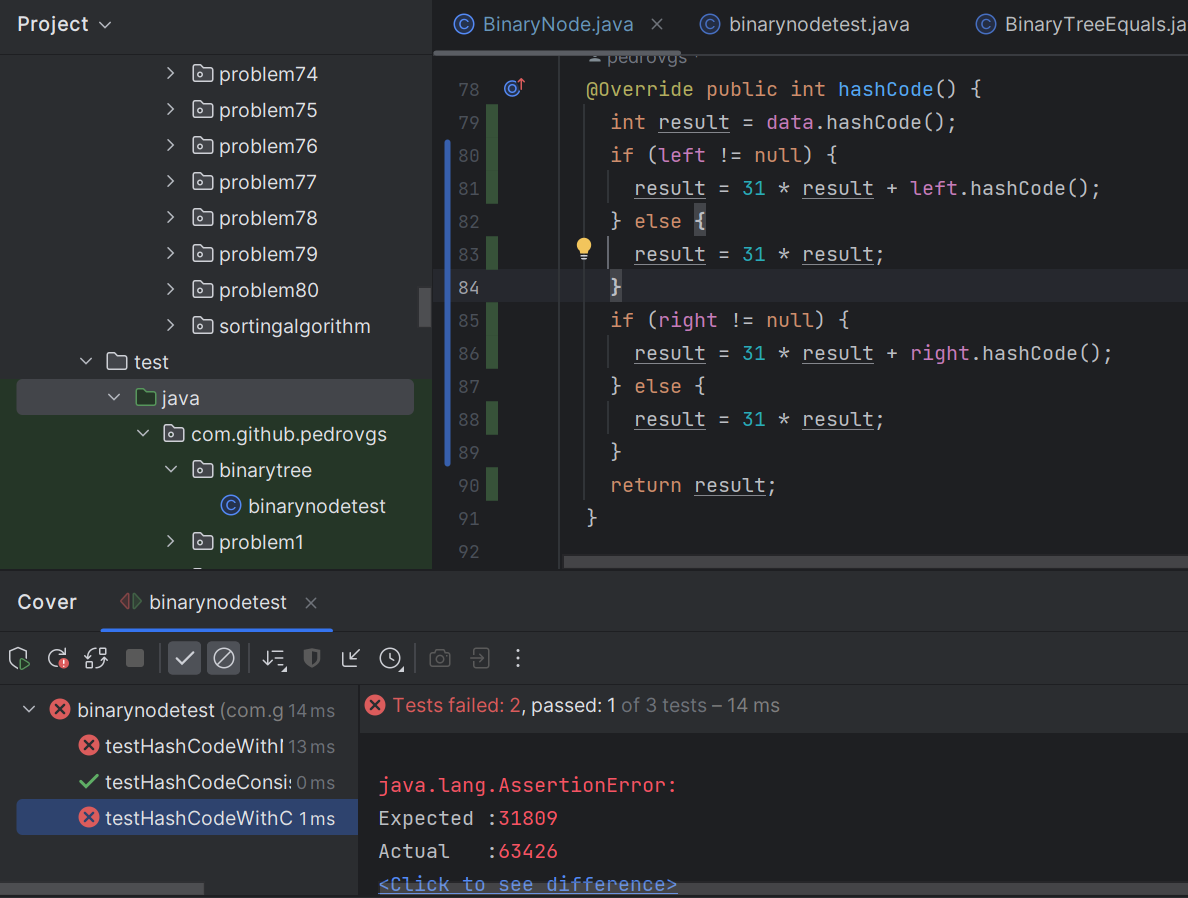 Project
BinaryNode.java
binarynodetest.java
BinaryTreeEquals.ja
problem74
problem75
problem76
problem77
problem78
problem79
problem80
sortingalgorithm
test
java
com.github.pedrovgs
binarytree
binarynodetest
problem1
pedrovgs *
78 @Override public int hashCode() {
79 int result = data.hashCode();
80 if (left != null) {
81 result = 31 * result + left.hashCode();
82 } else {
83 result = 31 * result;
84 }
85 if (right != null) {
86 result = 31 * result + right.hashCode();
87 } else {
88 result = 31 * result;
89 }
90 return result;
91 }
92
Cover
binarynodetest
binarynodetest (com.g 14 ms
testHashCodeWithI 13 ms
testHashCodeConsi 0 ms
testHashCodeWithC 1 ms
Tests failed: 2, passed: 1 of 3 tests – 14 ms
java.lang.AssertionError:
Expected :31809
Actual :63426
<Click to see difference>